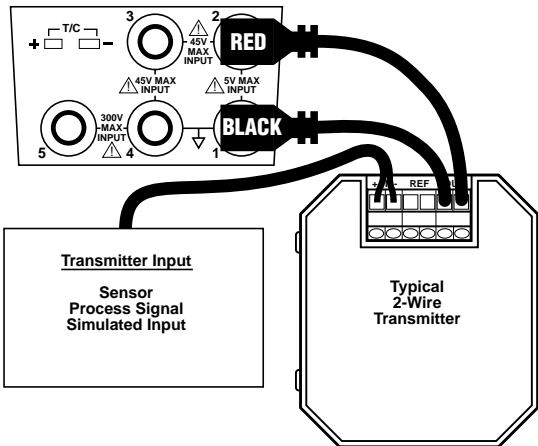 3
2
T/C
+
-
45V
MAX
INPUT
RED
45V MAX
INPUT
5V MAX
INPUT
300V
MAX
INPUT
BLACK
5
4
1
+
-
REF
Transmitter Input
Sensor
Process Signal
Simulated Input
Typical
2-Wire
Transmitter